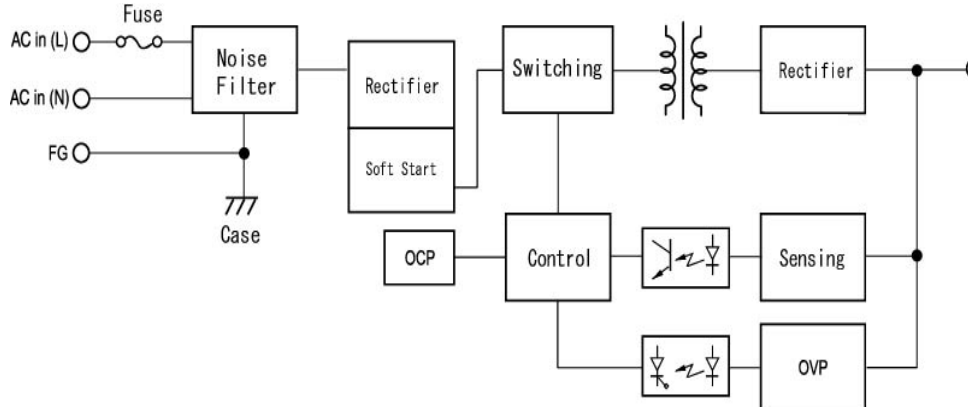 Fuse
AC in (L)
Noise
Filter
Rectifier
Switching
Rectifier
AC in (N)
FG
Soft Start
Case
OCP
Control
Sensing
OVP